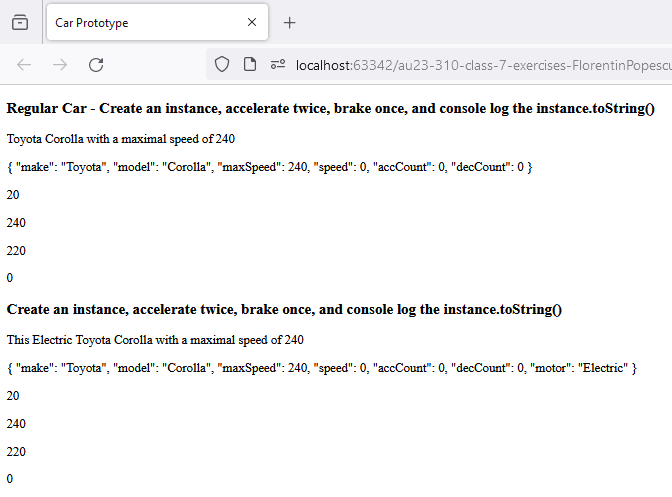 Car Prototype
localhost:63342/au23-310-class-7-exercises-FlorentinPopescu
Regular Car - Create an instance, accelerate twice, brake once, and console log the instance.toString()
Toyota Corolla with a maximal speed of 240
{ "make": "Toyota", "model": "Corolla", "maxSpeed": 240, "speed": 0, "accCount": 0, "decCount": 0 }
20
240
220
0
Create an instance, accelerate twice, brake once, and console log the instance.toString()
This Electric Toyota Corolla with a maximal speed of 240
{ "make": "Toyota", "model": "Corolla", "maxSpeed": 240, "speed": 0, "accCount": 0, "decCount": 0, "motor": "Electric" }
20
240
220
0